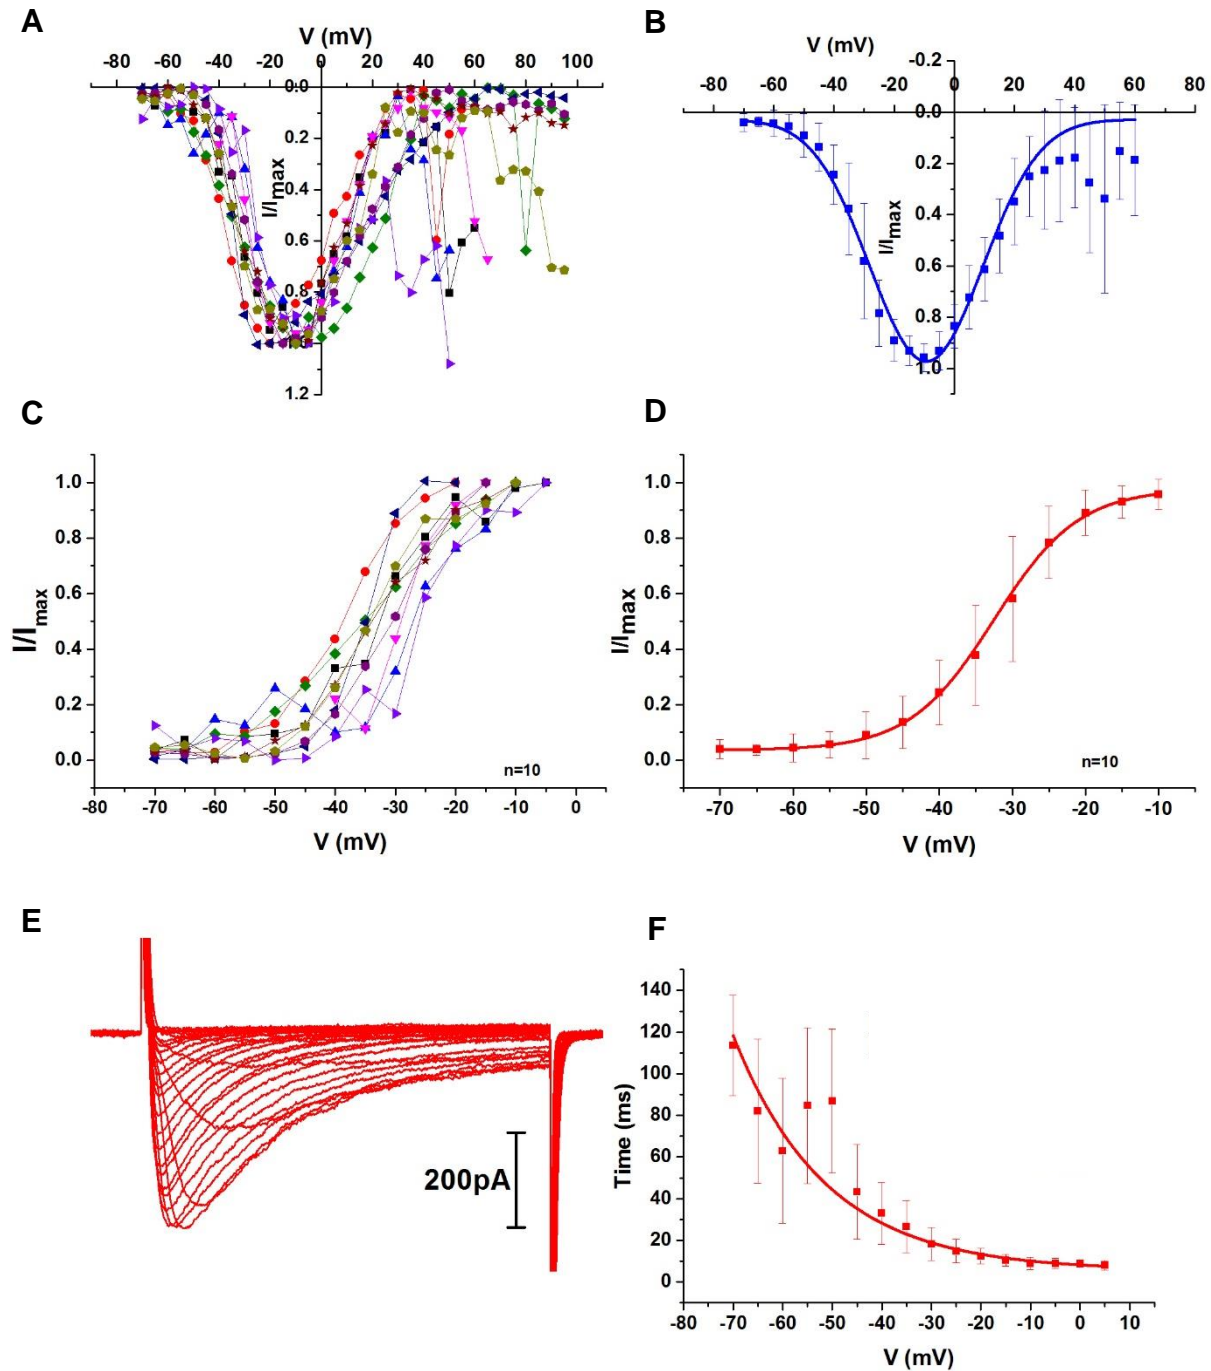 A
V (mV)
-80 -60 -40 -20 0 20 40 60 80 100
0.0
0.2
0.4
0.6
0.8
1.0
1.2
I/Imax
B
V (mV)
-0.2
-80 -60 -40 -20 0 20 40 60 80
0.0
0.2
0.4
0.6
0.8
1.0
I/Imax
C
1.0
0.8
0.6
0.4
0.2
0.0
I/Imax
n=10
-80 -70 -60 -50 -40 -30 -20 -10 0
V (mV)
D
1.0
0.8
0.6
0.4
0.2
0.0
I/Imax
n=10
-70 -60 -50 -40 -30 -20 -10
V (mV)
E
200pA
F
140
120
100
80
60
40
20
0
Time (ms)
-80 -70 -60 -50 -40 -30 -20 -10 0 10
V (mV)